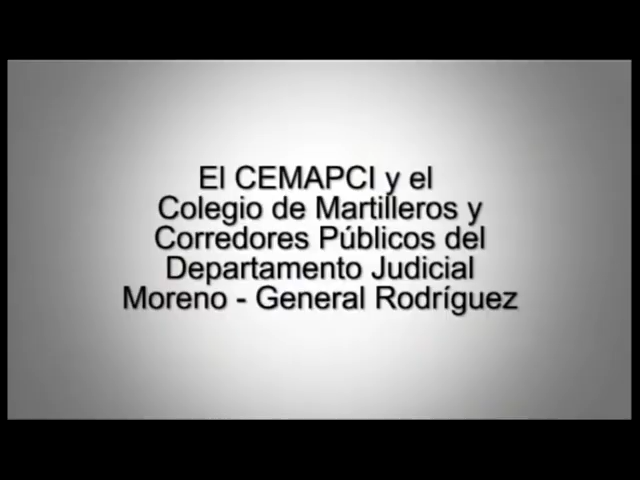 El CEMAPCI y el
Colegio de Martilleros y
Corredores Públicos del
Departamento Judicial
Moreno - General Rodríguez